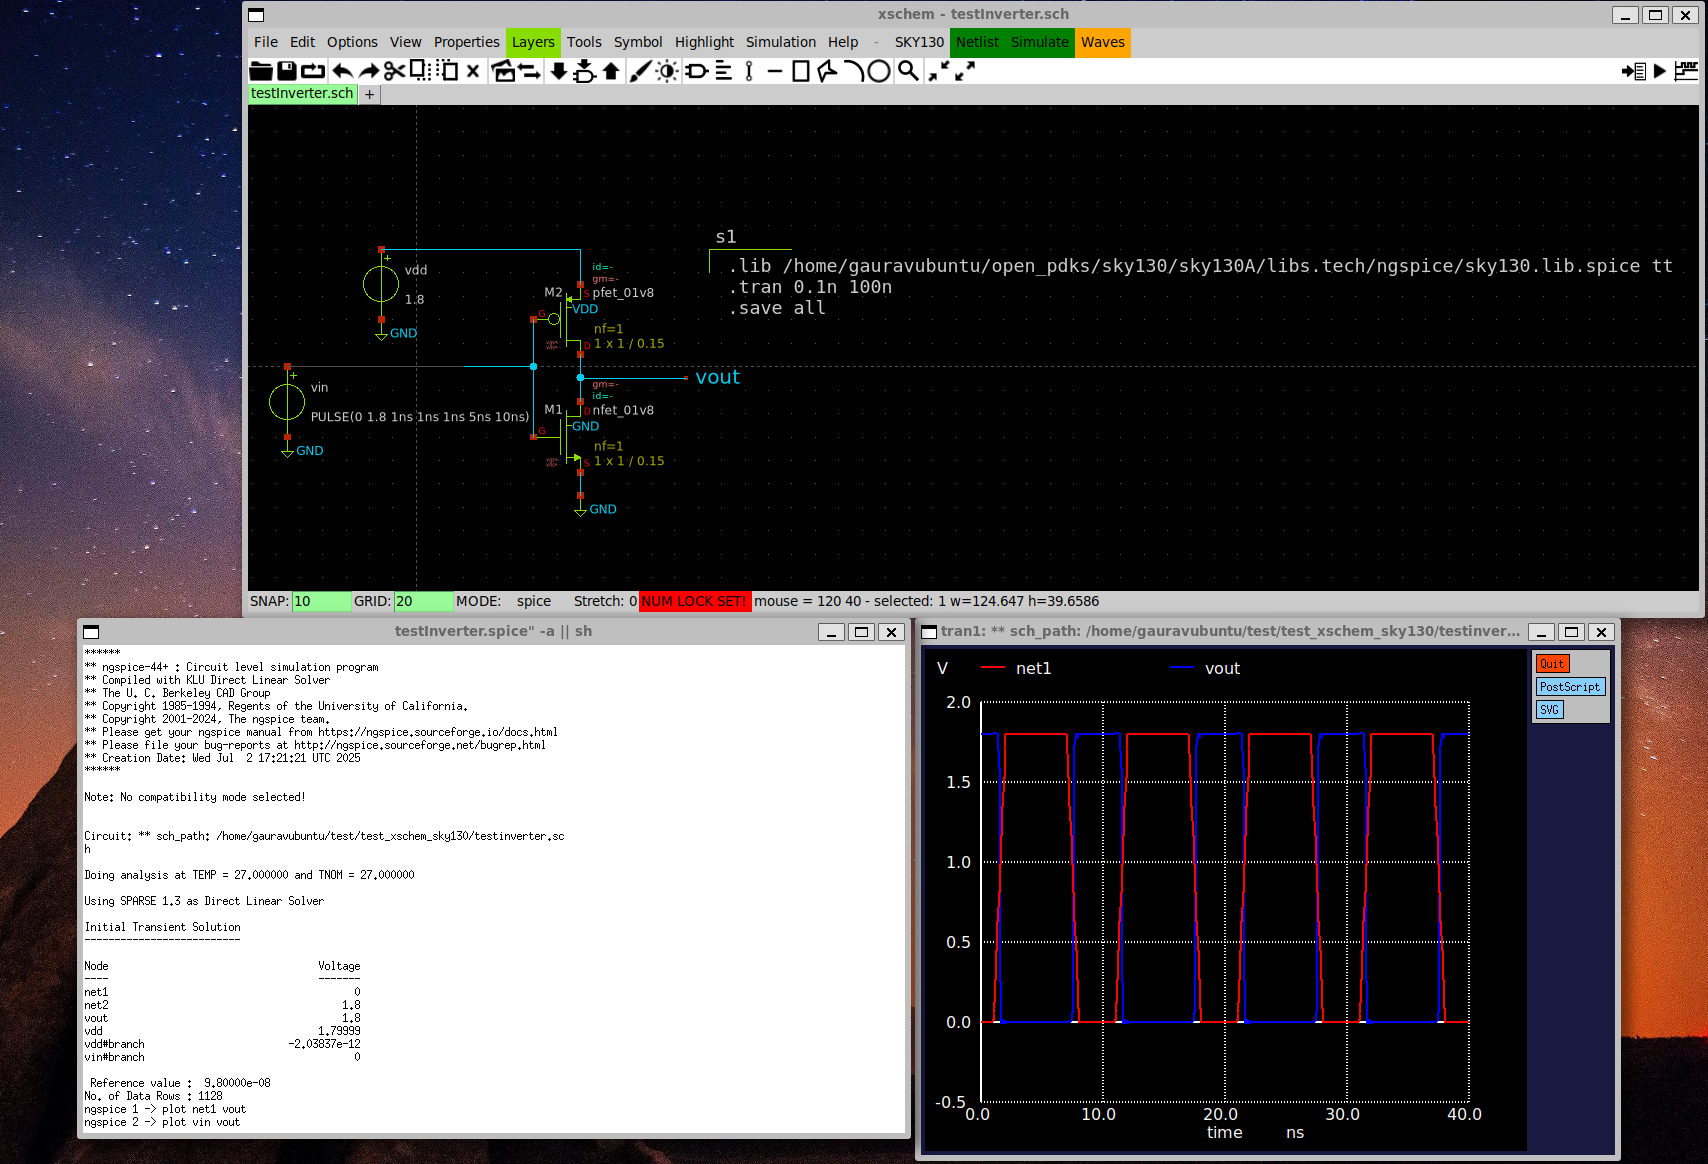 xschem - testInverter.sch
File Edit Options View Properties Layers Tools Symbol Highlight Simulation Help - SKY130 Netlist Simulate Waves
testInverter.sch +
s1
.lib /home/gauravubuntu/open_pdks/sky130/sky130A/libs.tech/ngspice/sky130.lib.spice tt
.tran 0.1n 100n
.save all
+
vdd
1.8
GND
id=-
gm=-
M2
S
pfet_01v8
VDD
G
nf=1
D
1 x 1 / 0.15
+
vin
PULSE(0 1.8 1ns 1ns 1ns 5ns 10ns)
GND
vout
gm=-
id=-
M1
D
nfet_01v8
GND
G
nf=1
S
1 x 1 / 0.15
GND
SNAP: 10 GRID: 20 MODE: spice Stretch: 0 NUM LOCK SET! mouse = 120 40 - selected: 1 w=124.647 h=39.6586
testInverter.spice" -a || sh
******
** ngspice-44+ : Circuit level simulation program
** Compiled with KLU Direct Linear Solver
** The U. C. Berkeley CAD Group
** Copyright 1985-1994, Regents of the University of California.
** Copyright 2001-2024, The ngspice team.
** Please get your ngspice manual from https://ngspice.sourceforge.io/docs.html
** Please file your bug-reports at http://ngspice.sourceforge.net/bugrep.html
** Creation Date: Wed Jul  2 17:21:21 UTC 2025
******
Note: No compatibility mode selected!
Circuit: ** sch_path: /home/gauravubuntu/test/test_xschem_sky130/testinverter.sc
h
Doing analysis at TEMP = 27.000000 and TNOM = 27.000000
Using SPARSE 1.3 as Direct Linear Solver
Initial Transient Solution
--------------------------
Node Voltage
---- -------
net1 0
net2 1.8
vout 1.8
vdd 1.79999
vdd#branch -2.03837e-12
vin#branch 0
Reference value :  9.80000e-08
No. of Data Rows : 1128
ngspice 1 -> plot net1 vout
ngspice 2 -> plot vin vout
tran1: ** sch_path: /home/gauravubuntu/test/test_xschem_sky130/testinver...
V net1 vout
Quit
PostScript
SVG
2.0
1.5
1.0
0.5
0.0
-0.5
0.0 10.0 20.0 30.0 40.0
time ns